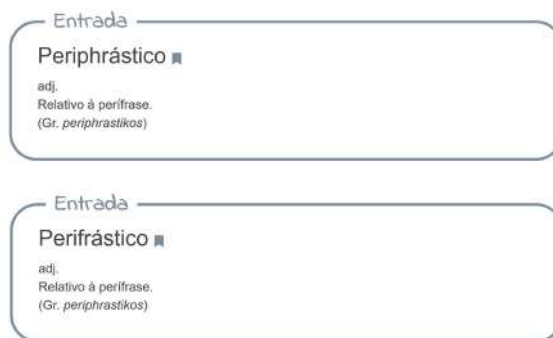 Entrada
Periphrástico
adj.
Relativo à perífrase.
(Gr. periphrastikos)
Entrada
Perifrástico
adj.
Relativo à perífrase.
(Gr. periphrastikos)